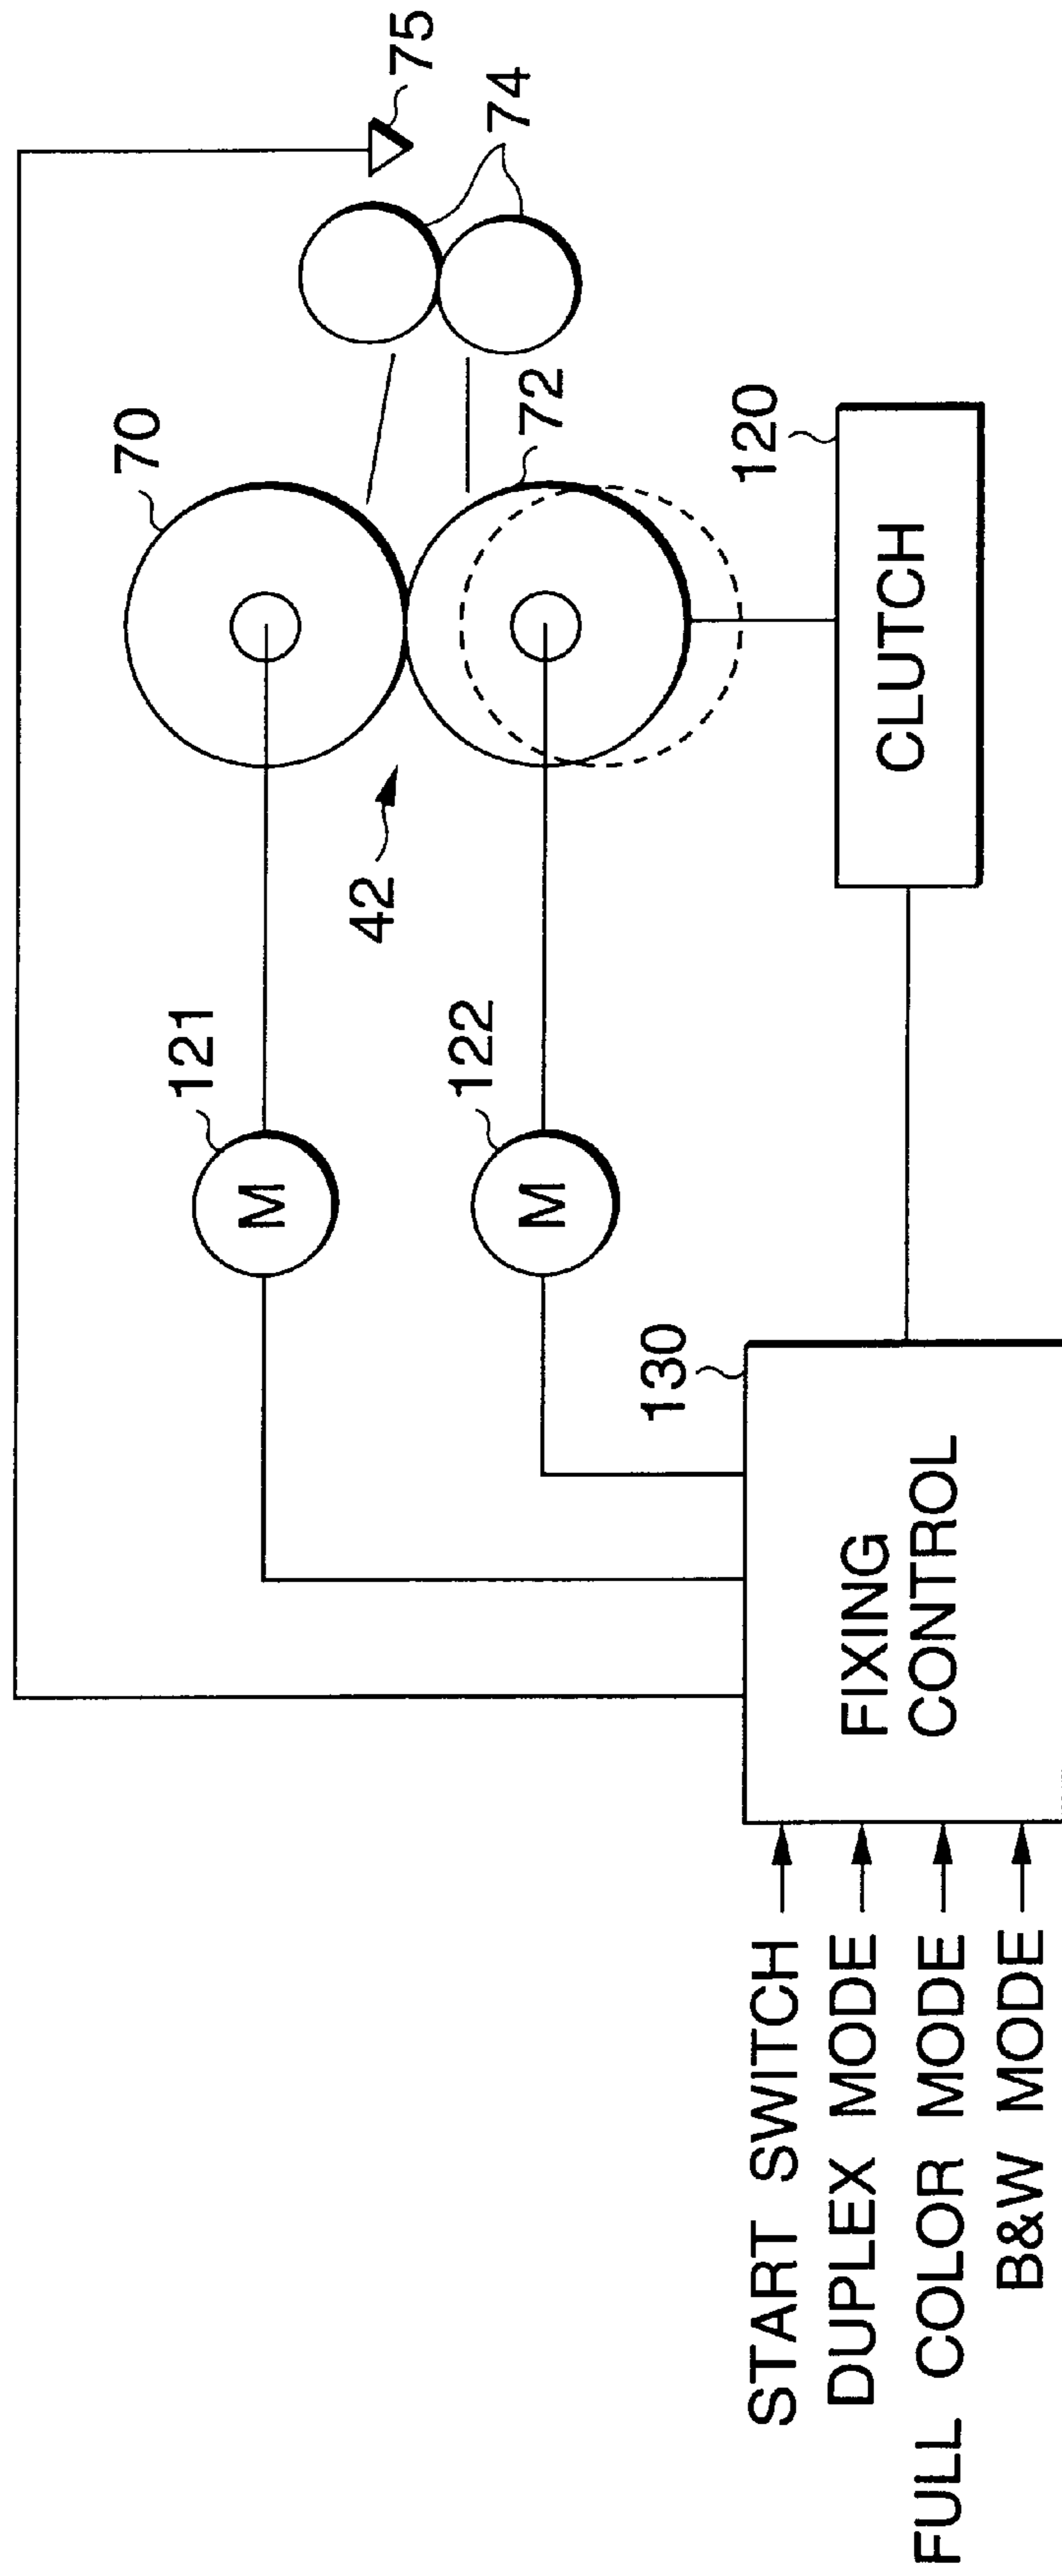 75
74
70
72
120
CLUTCH
42
121
M
122
M
130
FIXING
CONTROL
START SWITCH
DUPLEX MODE
FULL COLOR MODE
B&W MODE